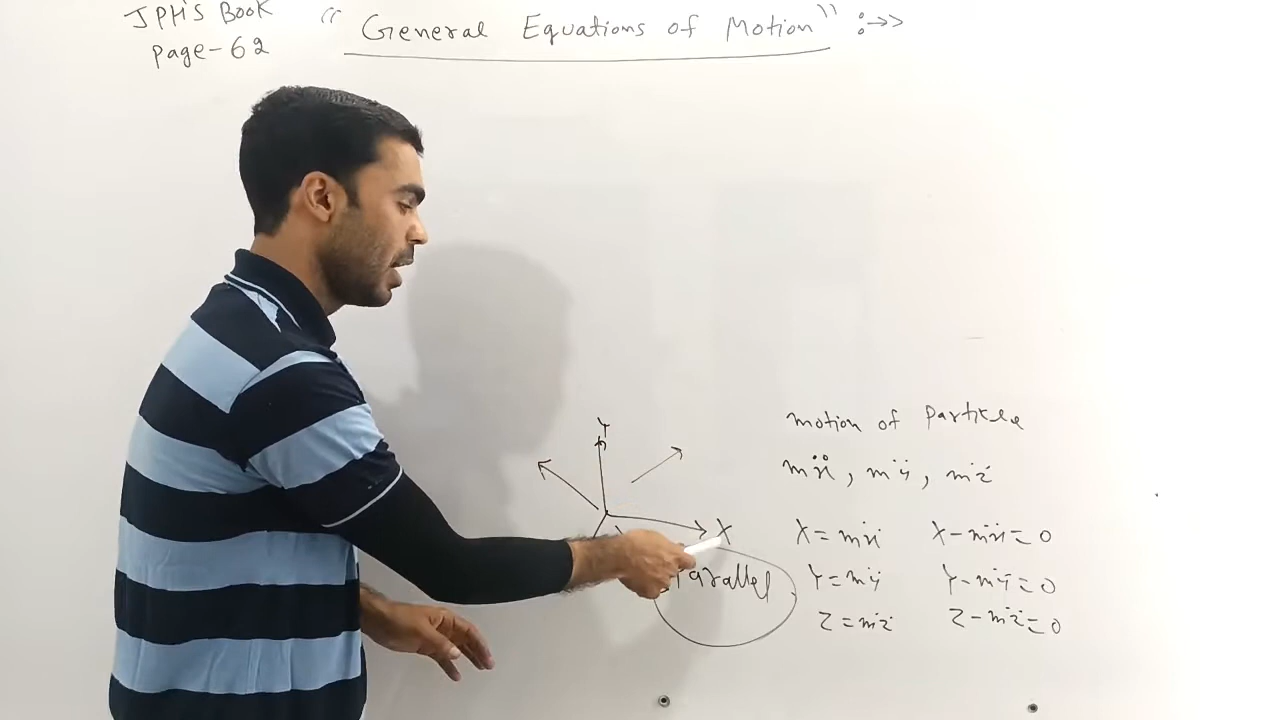 JPH'S Book
Page-62
“General Equations of Motion” :->>
Y
X
Parallel
motion of Particle
mẍ, mÿ, mz̈
X=mẍ X-mẍ=0
Y=mÿ Y-mÿ=0
Z=mz̈ Z-mz̈=0